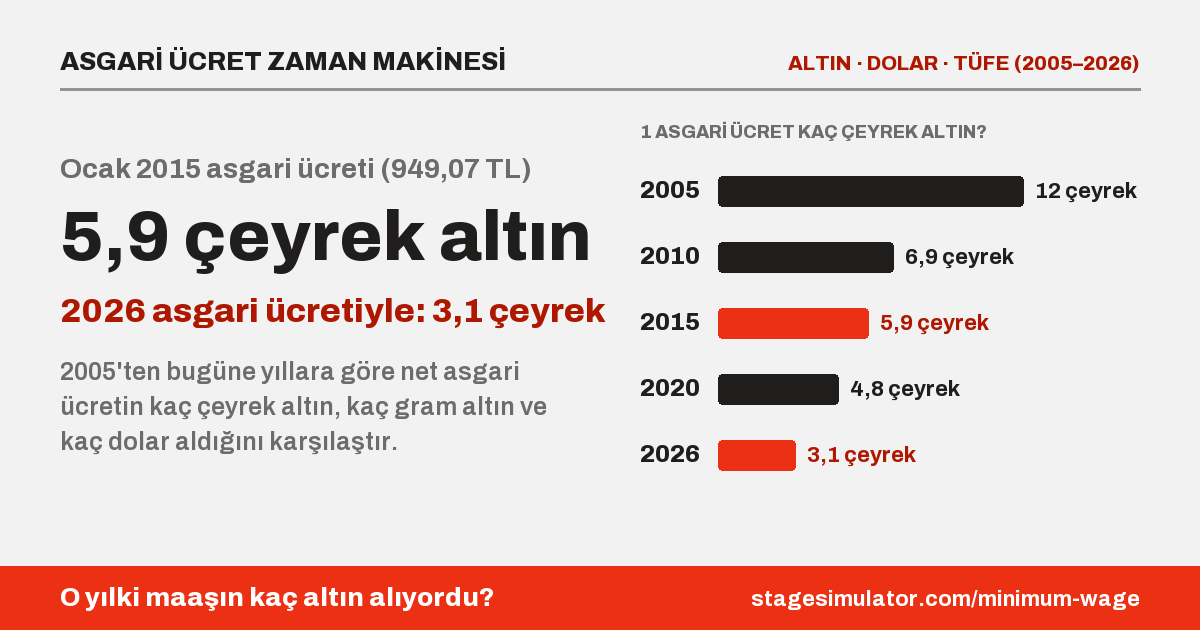 ASGARİ ÜCRET ZAMAN MAKİNESİ
ALTIN · DOLAR · TÜFE (2005–2026)
Ocak 2015 asgari ücreti (949,07 TL)
5,9 çeyrek altın
2026 asgari ücretiyle: 3,1 çeyrek
2005'ten bugüne yıllara göre net asgari
ücretin kaç çeyrek altın, kaç gram altın ve
kaç dolar aldığını karşılaştır.
1 ASGARİ ÜCRET KAÇ ÇEYREK ALTIN?
2005 12 çeyrek
2010 6,9 çeyrek
2015 5,9 çeyrek
2020 4,8 çeyrek
2026 3,1 çeyrek
O yılki maaşın kaç altın alıyordu?
stagesimulator.com/minimum-wage